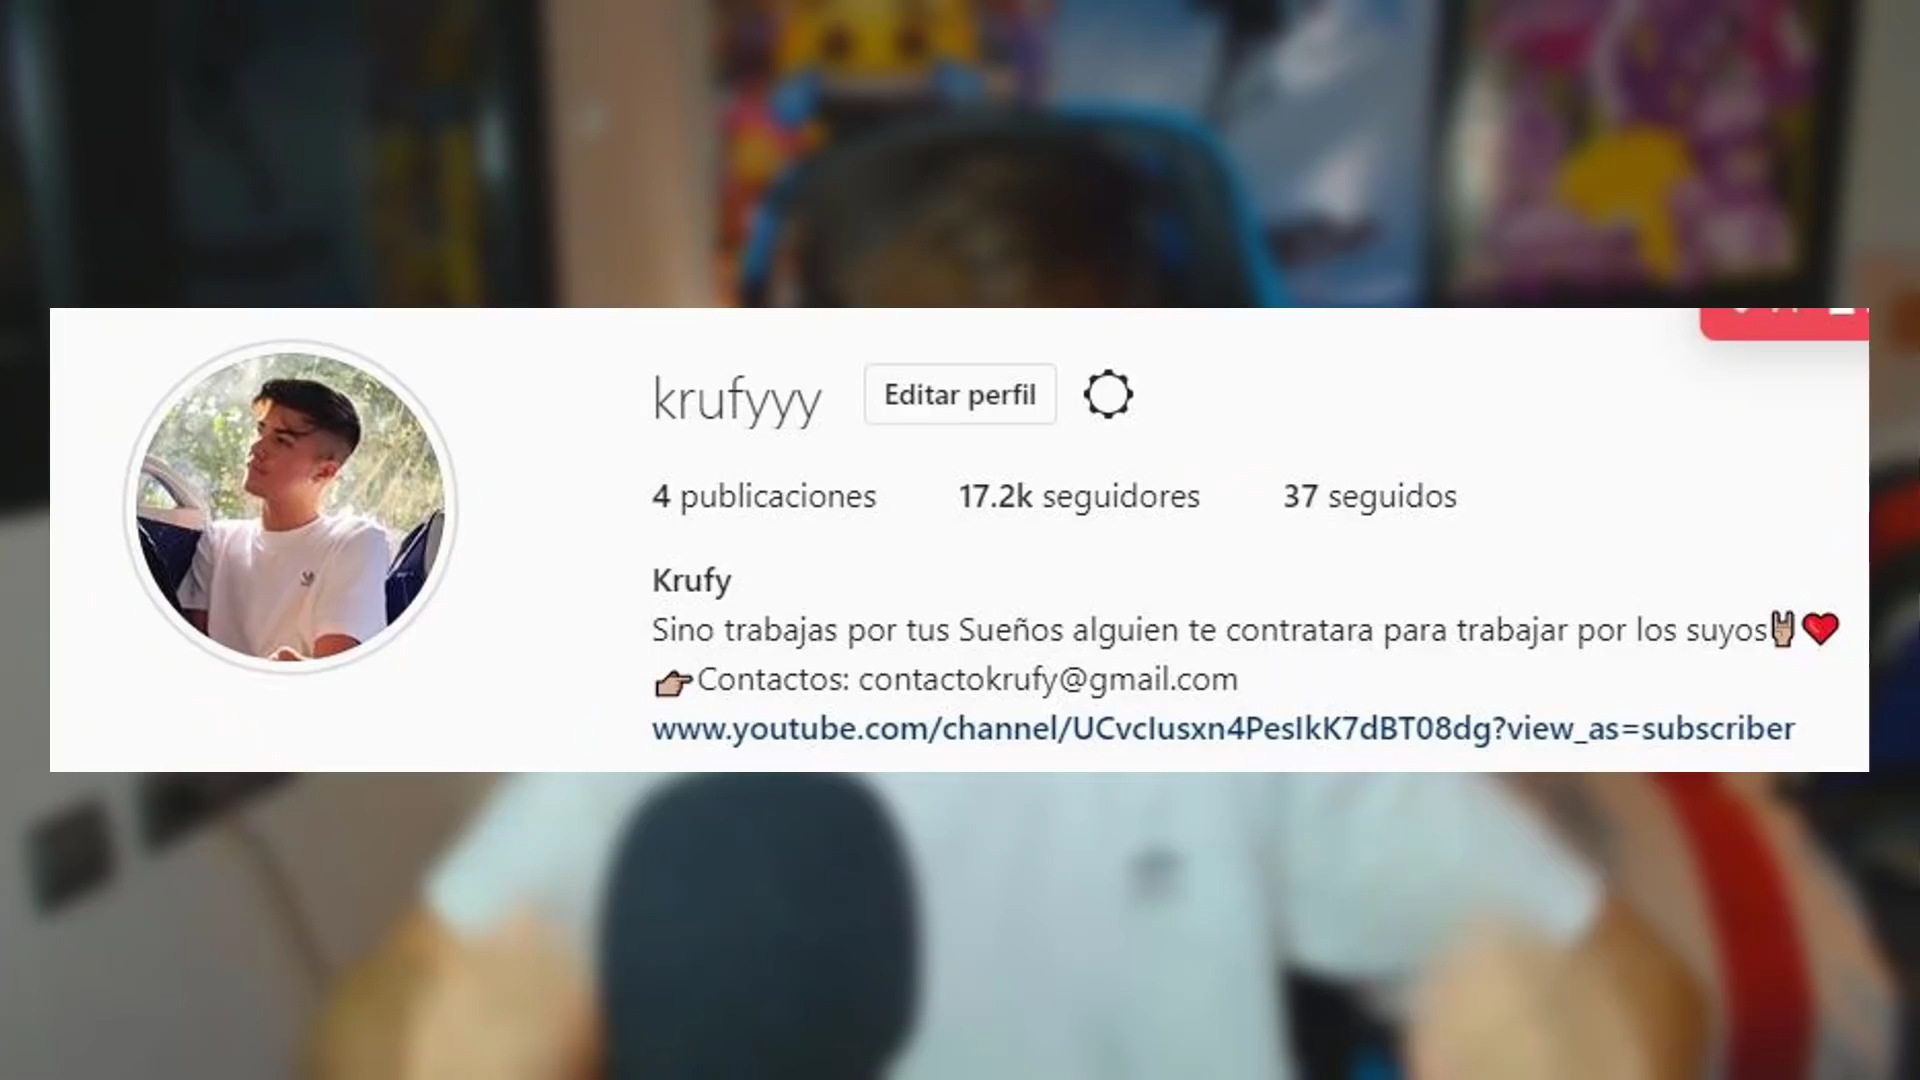 krufyyy Editar perfil
4 publicaciones 17.2k seguidores 37 seguidos
Krufy
Sino trabajas por tus Sueños alguien te contratara para trabajar por los suyos🤘🏼❤️
👉🏼Contactos: contactokrufy@gmail.com
www.youtube.com/channel/UCvcIusxn4PesIkK7dBT08dg?view_as=subscriber